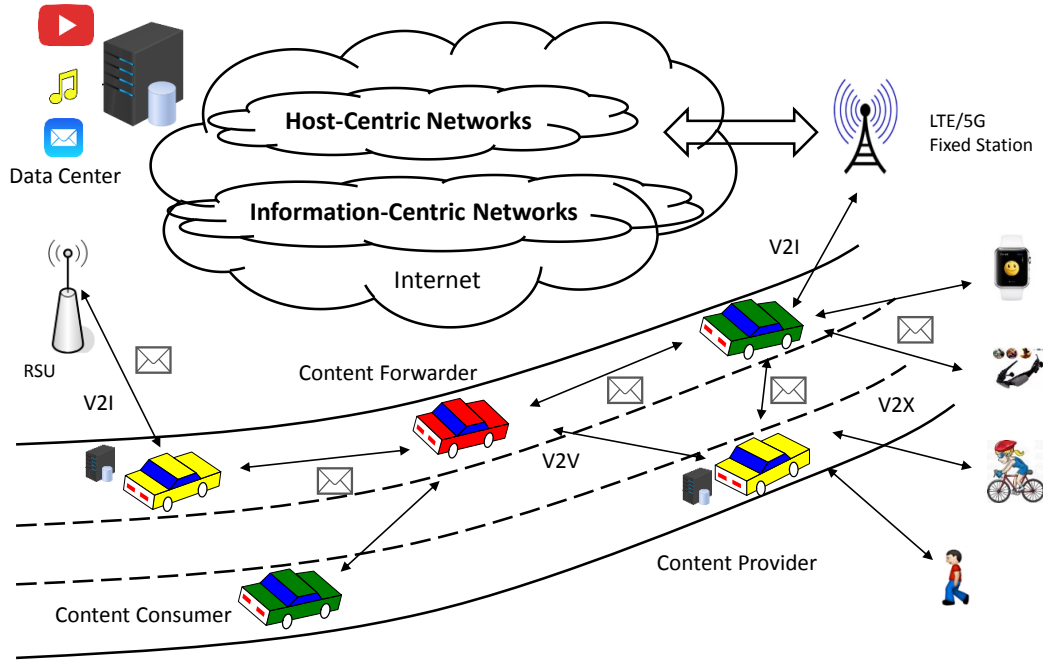 Host-Centric Networks
LTE/5G
Fixed Station
Data Center
Information-Centric Networks
V2I
Internet
RSU
Content Forwarder
V2I
V2X
V2V
Content Provider
Content Consumer